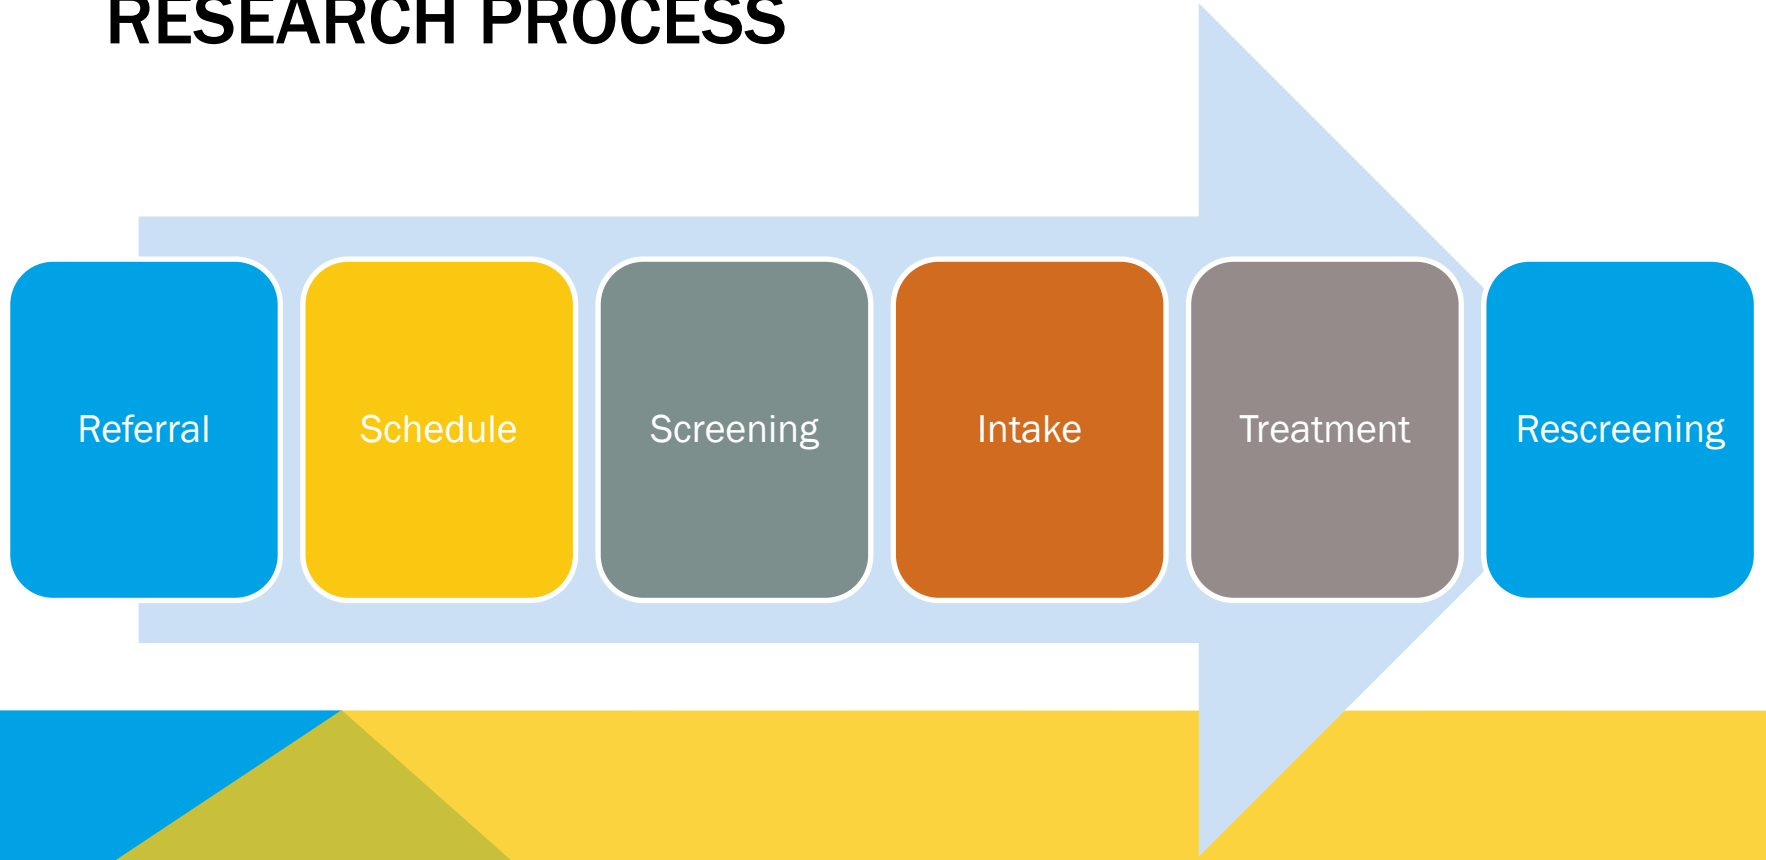 RESEARCH PROCESS
Referral
Schedule
Screening
Intake
Treatment
Rescreening